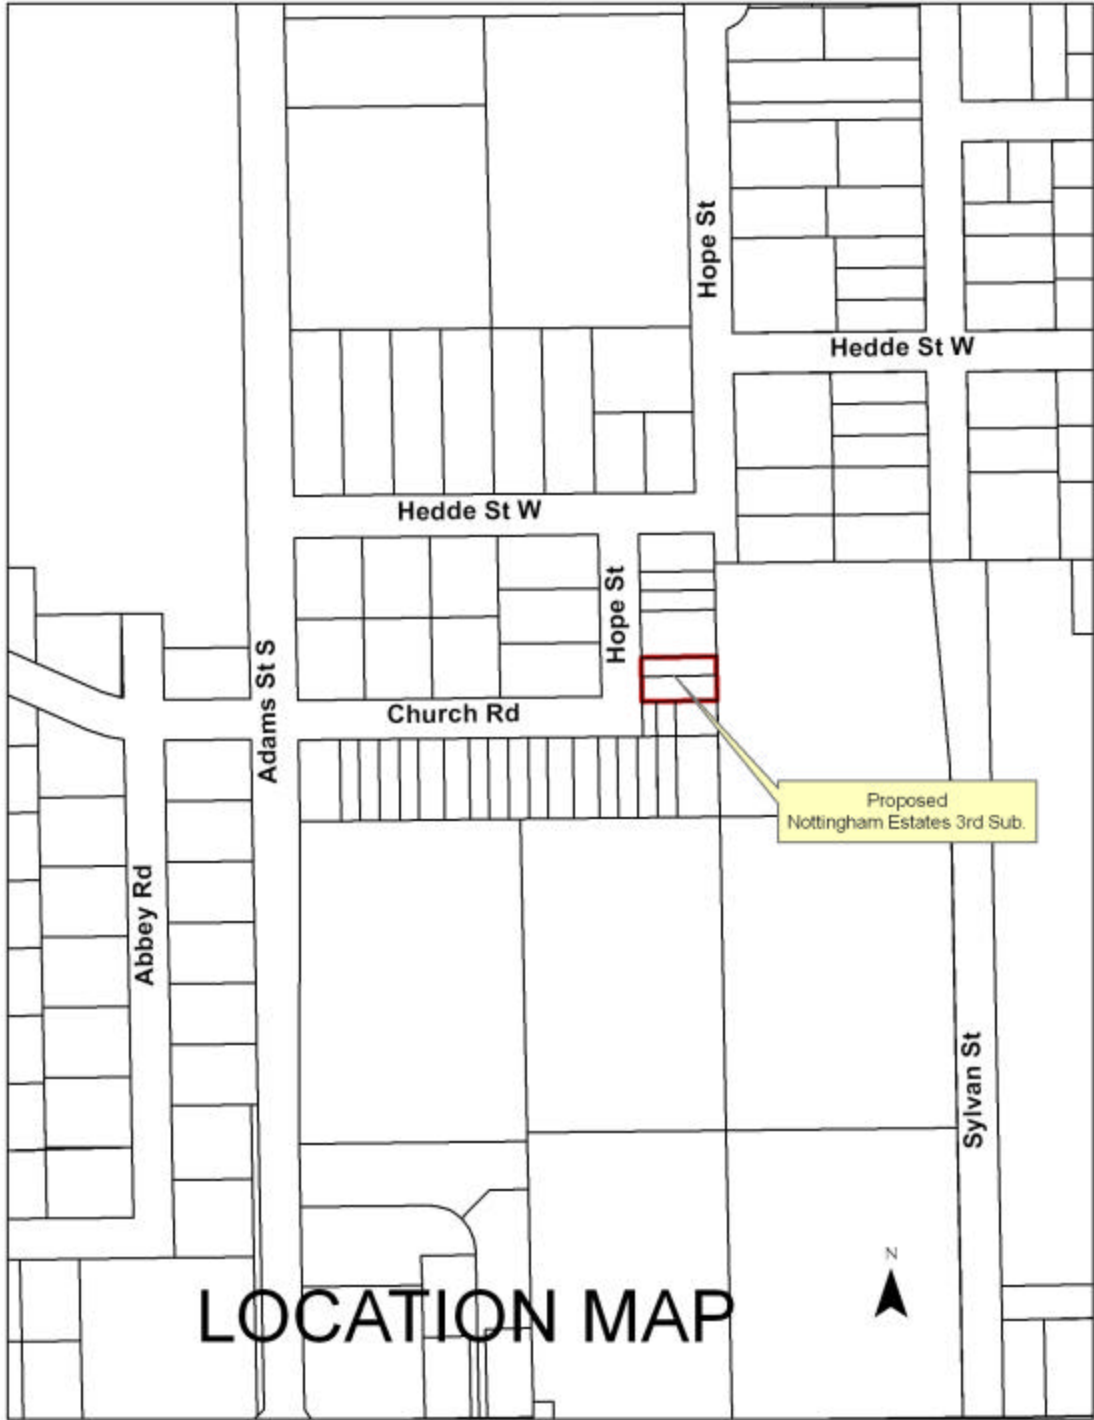 Hope St
Hedde St W
Hedde St W
Hope St
Adams St S
Church Rd
Proposed
Nottingham Estates 3rd Sub.
Abbey Rd
Sylvan St
N
LOCATION MAP